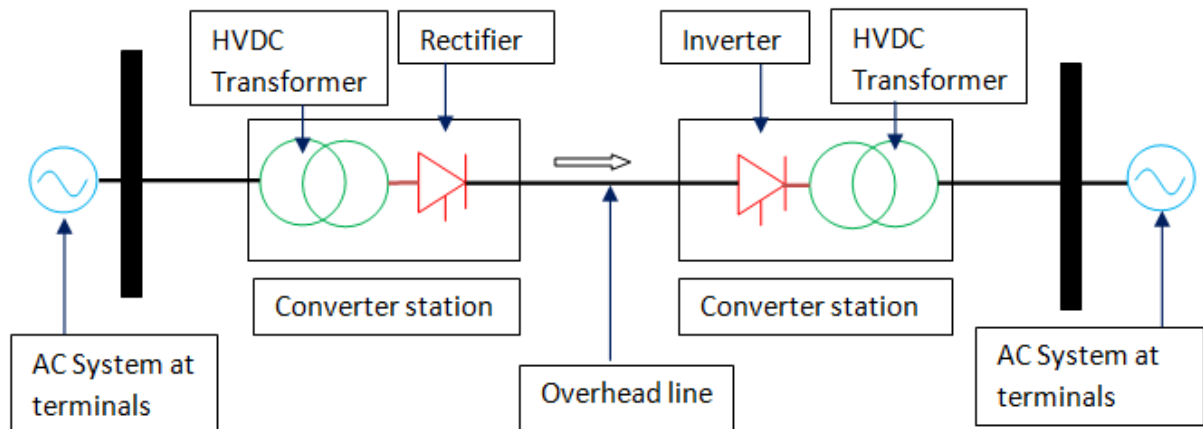 HVDC
Transformer
Rectifier
Inverter
HVDC
Transformer
Converter station
Converter station
AC System at
terminals
Overhead line
AC System at
terminals